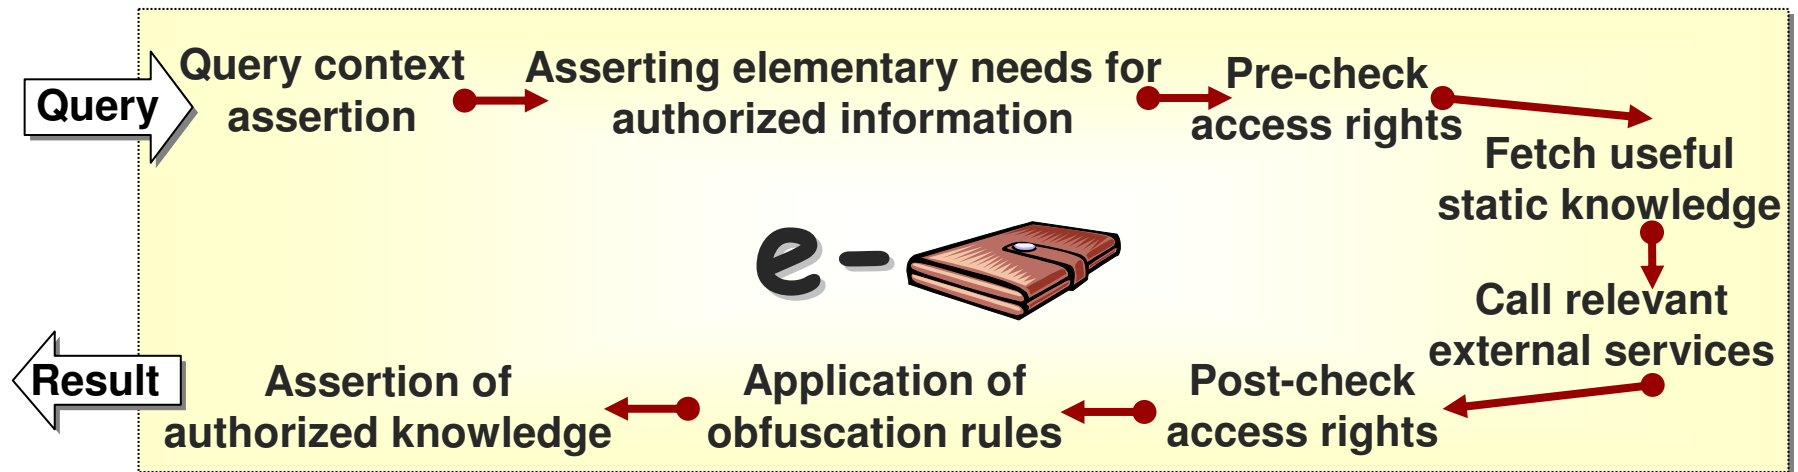 Query
Query context
assertion
Asserting elementary needs for
authorized information
Pre-check
access rights
Fetch useful
static knowledge
e-
Call relevant
external services
Post-check
access rights
Application of
obfuscation rules
Assertion of
authorized knowledge
Result